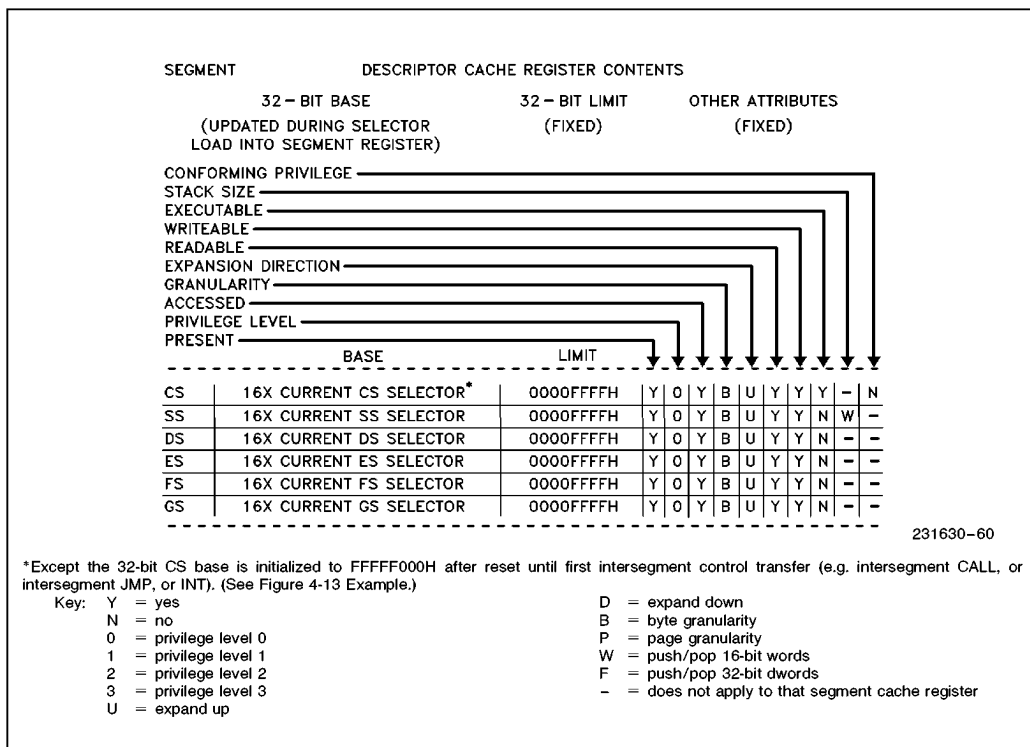 SEGMENT DESCRIPTOR CACHE REGISTER CONTENTS
32 – BIT BASE 32 – BIT LIMIT OTHER ATTRIBUTES
(UPDATED DURING SELECTOR (FIXED) (FIXED)
LOAD INTO SEGMENT REGISTER)
CONFORMING PRIVILEGE
STACK SIZE
EXECUTABLE
WRITEABLE
READABLE
EXPANSION DIRECTION
GRANULARITY
ACCESSED
PRIVILEGE LEVEL
PRESENT
BASE LIMIT
CS 16X CURRENT CS SELECTOR* 0000FFFFH Y 0 Y B U Y Y Y – N
SS 16X CURRENT SS SELECTOR 0000FFFFH Y 0 Y B U Y Y N W –
DS 16X CURRENT DS SELECTOR 0000FFFFH Y 0 Y B U Y Y N – –
ES 16X CURRENT ES SELECTOR 0000FFFFH Y 0 Y B U Y Y N – –
FS 16X CURRENT FS SELECTOR 0000FFFFH Y 0 Y B U Y Y N – –
GS 16X CURRENT GS SELECTOR 0000FFFFH Y 0 Y B U Y Y N – –
231630–60
*Except the 32-bit CS base is initialized to FFFFF000H after reset until first intersegment control transfer (e.g. intersegment CALL, or
intersegment JMP, or INT). (See Figure 4-13 Example.)
Key: Y = yes
N = no
0 = privilege level 0
1 = privilege level 1
2 = privilege level 2
3 = privilege level 3
U = expand up
D = expand down
B = byte granularity
P = page granularity
W = push/pop 16-bit words
F = push/pop 32-bit dwords
– = does not apply to that segment cache register